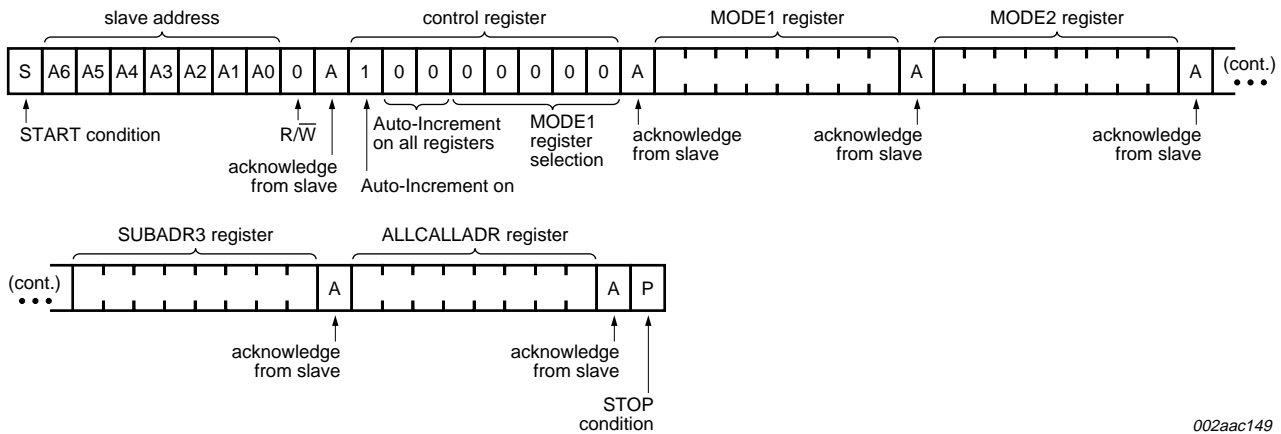 slave address control register MODE1 register MODE2 register
S A6 A5 A4 A3 A2 A1 A0 0 A 1 0 0 0 0 0 0 0 A A A (cont.)
START condition
R/W̅
acknowledge
from slave
Auto-Increment on
Auto-Increment
on all registers
MODE1
register
selection
acknowledge
from slave
acknowledge
from slave
acknowledge
from slave
SUBADR3 register ALLCALLADR register
(cont.) A A P
acknowledge
from slave
acknowledge
from slave
STOP
condition
002aac149